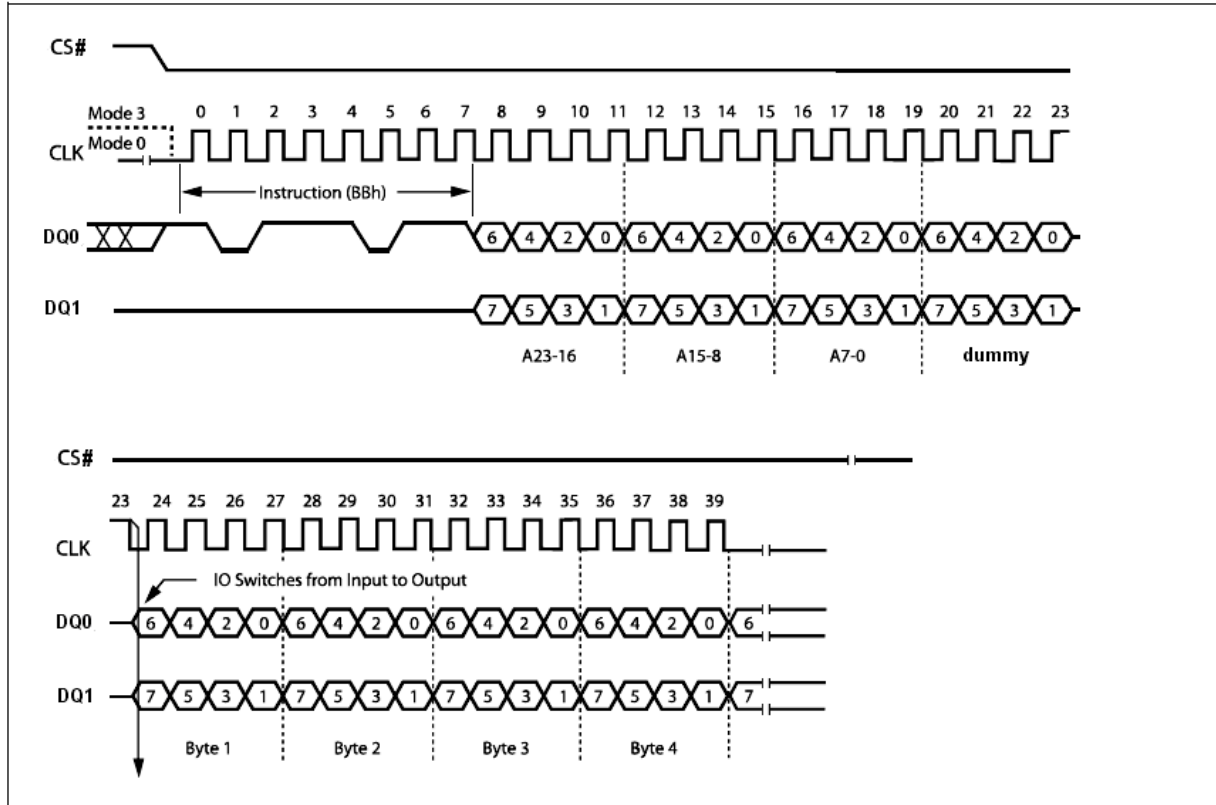 CS#
Mode 3
0 1 2 3 4 5 6 7 8 9 10 11 12 13 14 15 16 17 18 19 20 21 22 23
Mode 0
CLK
Instruction (BBh)
DQ0 6 4 2 0 6 4 2 0 6 4 2 0 6 4 2 0
DQ1 7 5 3 1 7 5 3 1 7 5 3 1 7 5 3 1
A23-16 A15-8 A7-0 dummy
CS#
23 24 25 26 27 28 29 30 31 32 33 34 35 36 37 38 39
CLK
IO Switches from Input to Output
DQ0 6 4 2 0 6 4 2 0 6 4 2 0 6 4 2 0 6
DQ1 7 5 3 1 7 5 3 1 7 5 3 1 7 5 3 1 7
Byte 1 Byte 2 Byte 3 Byte 4